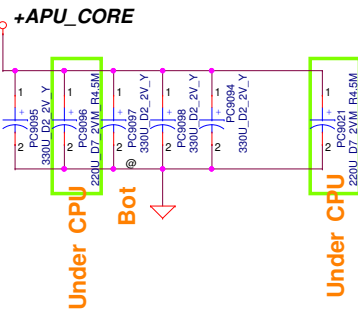 +APU_CORE
1
+
2
PC9095
330U_D2_2V_Y
1
+
2
PC9096
220U_D7_2VM_R4.5M
1
+
2
PC9097
330U_D2_2V_Y
@
1
+
2
PC9098
330U_D2_2V_Y
1
+
2
PC9094
330U_D2_2V_Y
1
+
2
PC9021
220U_D7_2VM_R4.5M
Under CPU
Bot
Under CPU